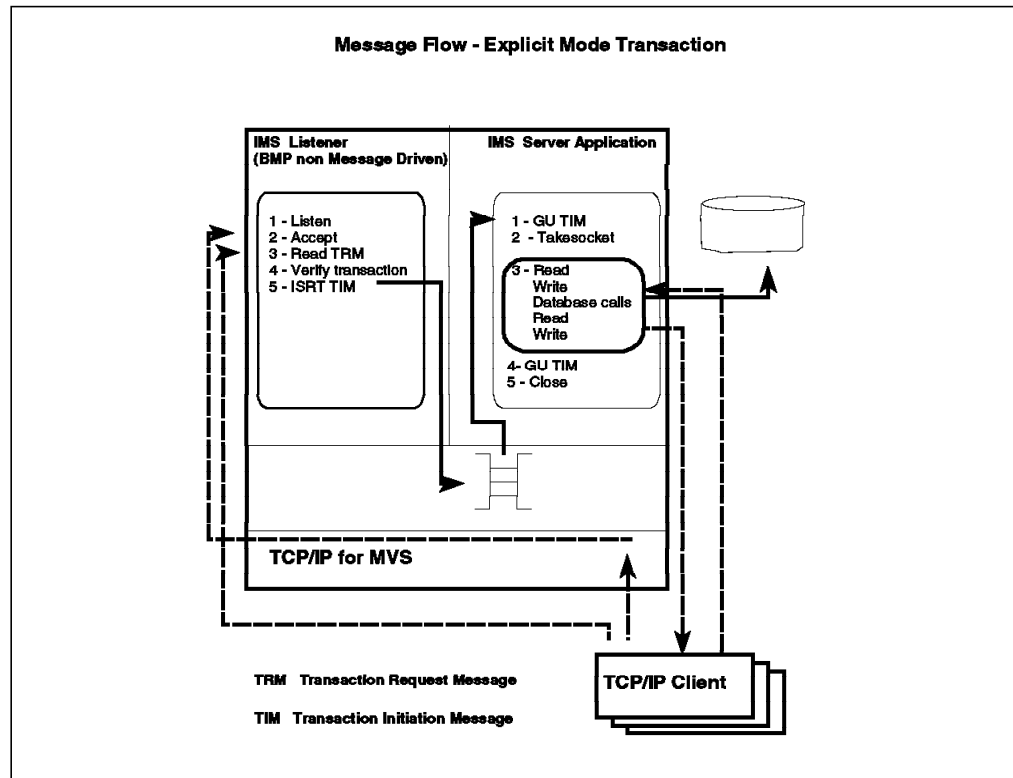 Message Flow - Explicit Mode Transaction
IMS Listener
(BMP non Message Driven)
1 - Listen
2 - Accept
3 - Read TRM
4 - Verify transaction
5 - ISRT TIM
IMS Server Application
1 - GU TIM
2 - Takesocket
3 - Read
Write
Database calls
Read
Write
4- GU TIM
5 - Close
TCP/IP for MVS
TCP/IP Client
TRM Transaction Request Message
TIM Transaction Initiation Message